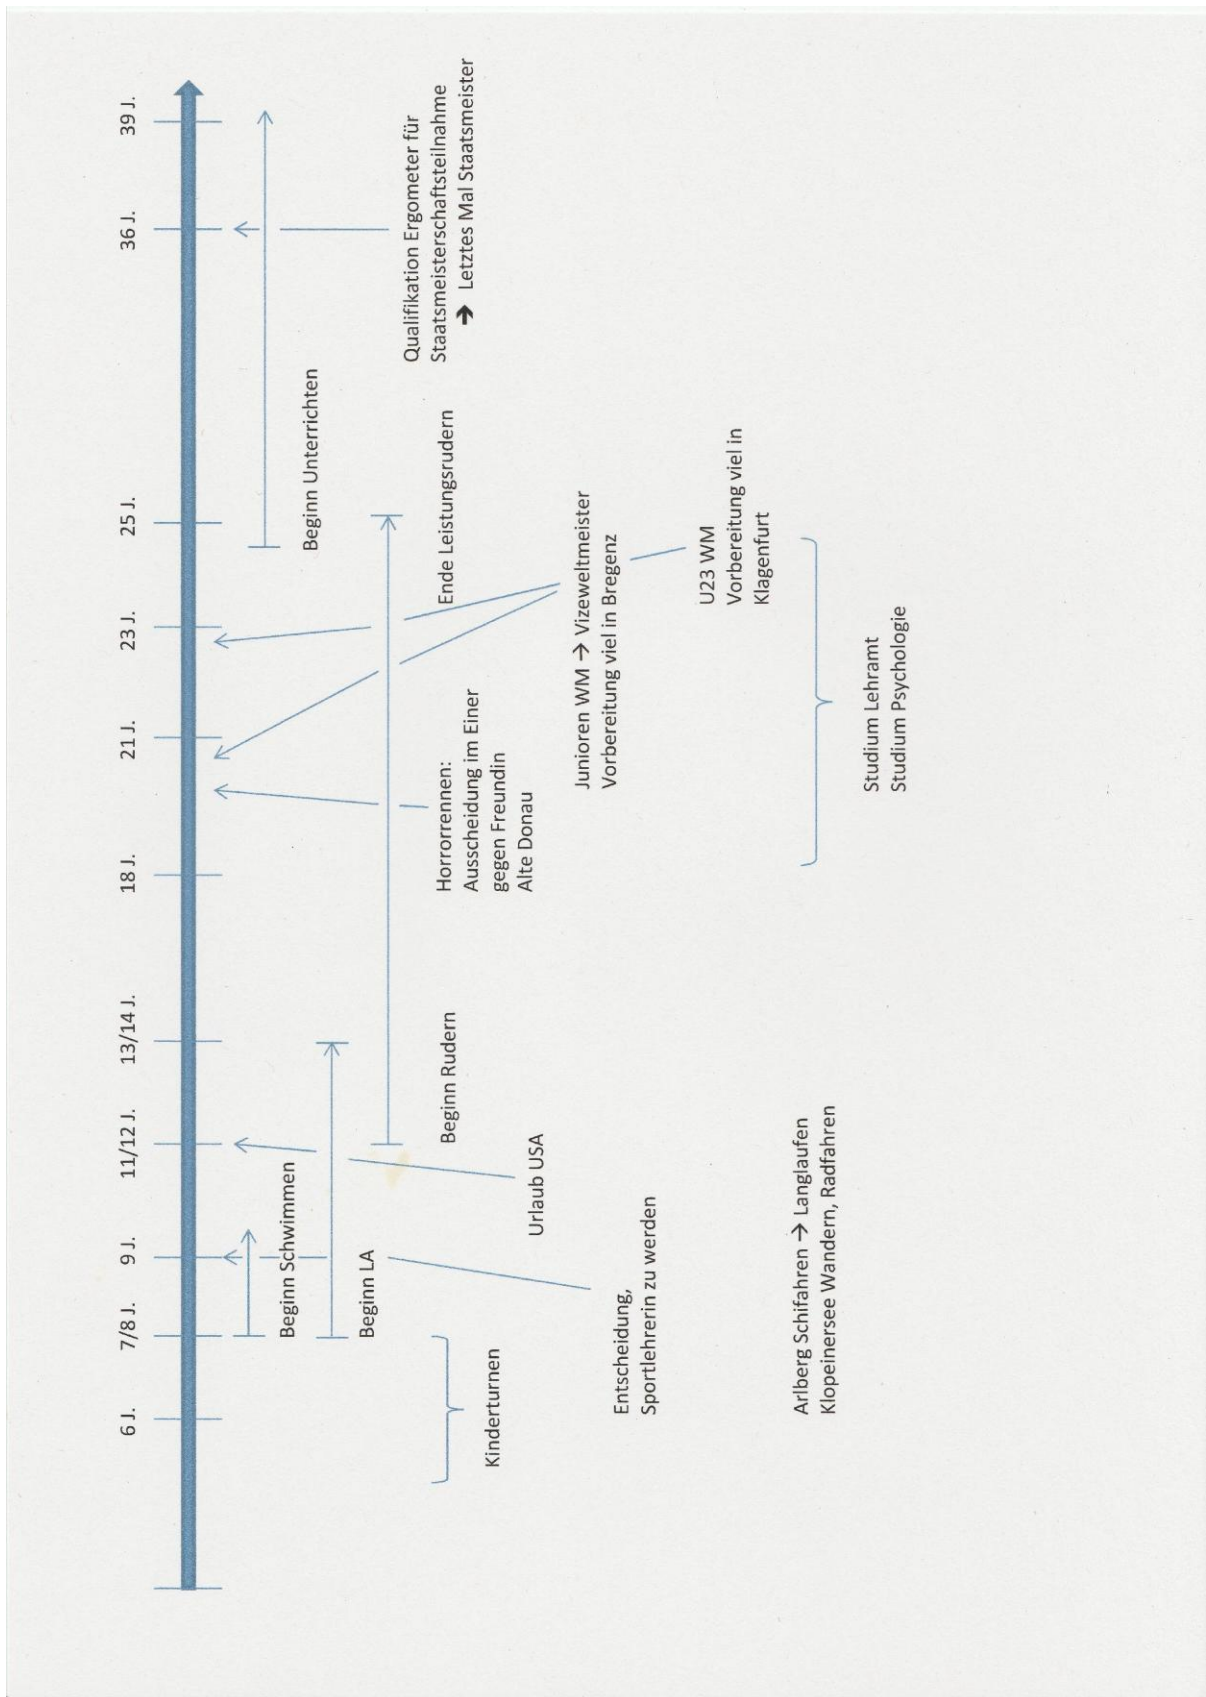 6 J.
7/8 J.
9 J.
11/12 J.
13/14 J.
18 J.
21 J.
23 J.
25 J.
36 J.
39 J.
Beginn Schwimmen
Beginn Unterrichten
Beginn LA
Beginn Rudern
Ende Leistungsrudern
Qualifikation Ergometer für
Staatsmeisterschaftsteilnahme
→ Letztes Mal Staatsmeister
Horrorrennen:
Ausscheidung im Einer
gegen Freundin
Alte Donau
Kinderturnen
Urlaub USA
Junioren WM → Vizeweltmeister
Vorbereitung viel in Bregenz
Entscheidung,
Sportlehrerin zu werden
U23 WM
Vorbereitung viel in
Klagenfurt
Arlberg Schifahren → Langlaufen
Klopeinersee Wandern, Radfahren
Studium Lehramt
Studium Psychologie